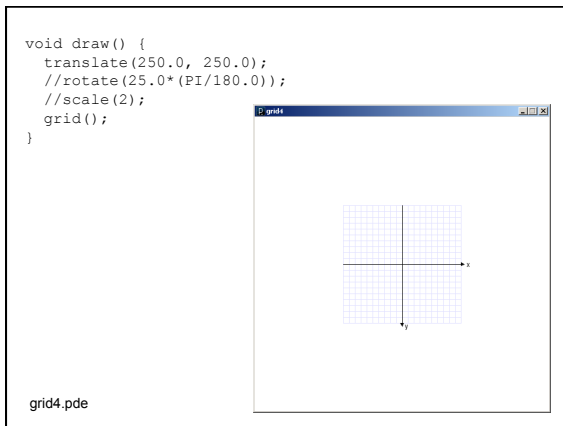 void draw() {
  translate(250.0, 250.0);
  //rotate(25.0*(PI/180.0));
  //scale(2);
  grid();
}
grid4
x
y
grid4.pde